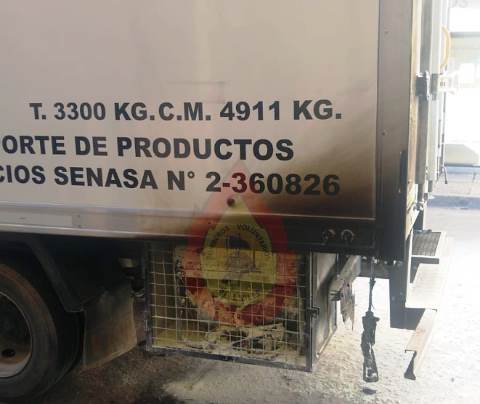 T. 3300 KG.C.M. 4911 KG.
ORTE DE PRODUCTOS
CIOS SENASA N° 2-360826